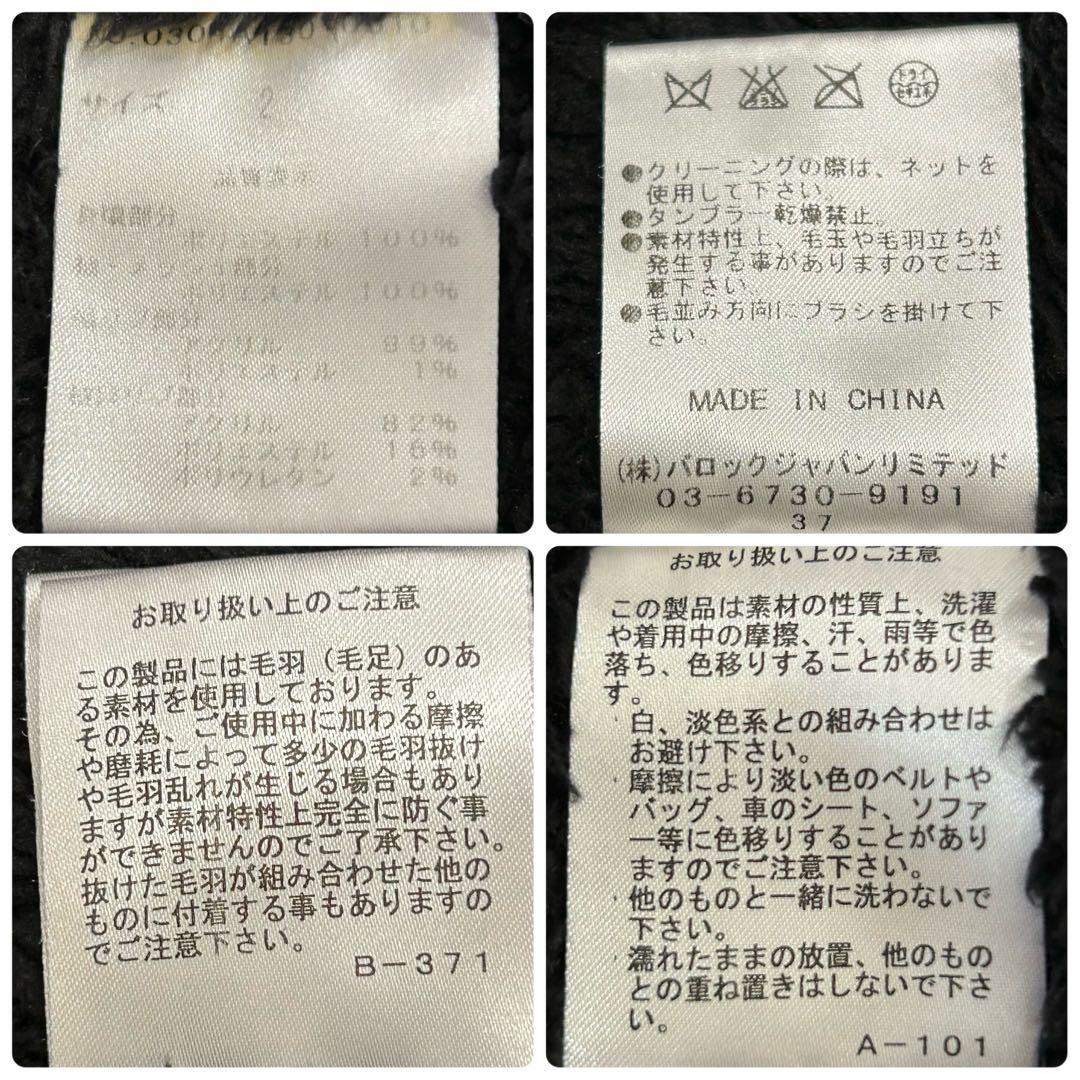 サイズ 2
100%
ポリエステル 100%
アクリル 99%
ポリエステル 1%
アクリル 82%
ポリエステル 16%
2%
ドライ
セキユ系
●クリーニングの際は、ネットを
使用して下さい。
●タンブラー乾燥禁止。
●素材特性上、毛玉や毛羽立ちが
発生する事がありますのでご注
意下さい。
●毛並み方向にブラシを掛けて下
さい。
MADE IN CHINA
(株)バロックジャパンリミテッド
03-6730-9191
37
お取り扱い上のご注意
この製品には毛羽(毛足)のあ
る素材を使用しております。
その為、ご使用中に加わる摩擦
や磨耗によって多少の毛羽抜け
や毛羽乱れが生じる場合もあり
ますが素材特性上完全に防ぐ事
ができませんのでご了承下さい。
抜けた毛羽が組み合わせた他の
ものに付着する事もありますの
でご注意下さい。
B-371
お取り扱い上のご注意
この製品は素材の性質上、洗濯
や着用中の摩擦、汗、雨等で色
落ち、色移りすることがありま
す。
・白、淡色系との組み合わせは
お避け下さい。
・摩擦により淡い色のベルトや
バッグ、車のシート、ソファ
ー等に色移りすることがあり
ますのでご注意下さい。
・他のものと一緒に洗わないで
下さい。
・濡れたままの放置、他のもの
との重ね置きはしないで下さ
い。
A-101